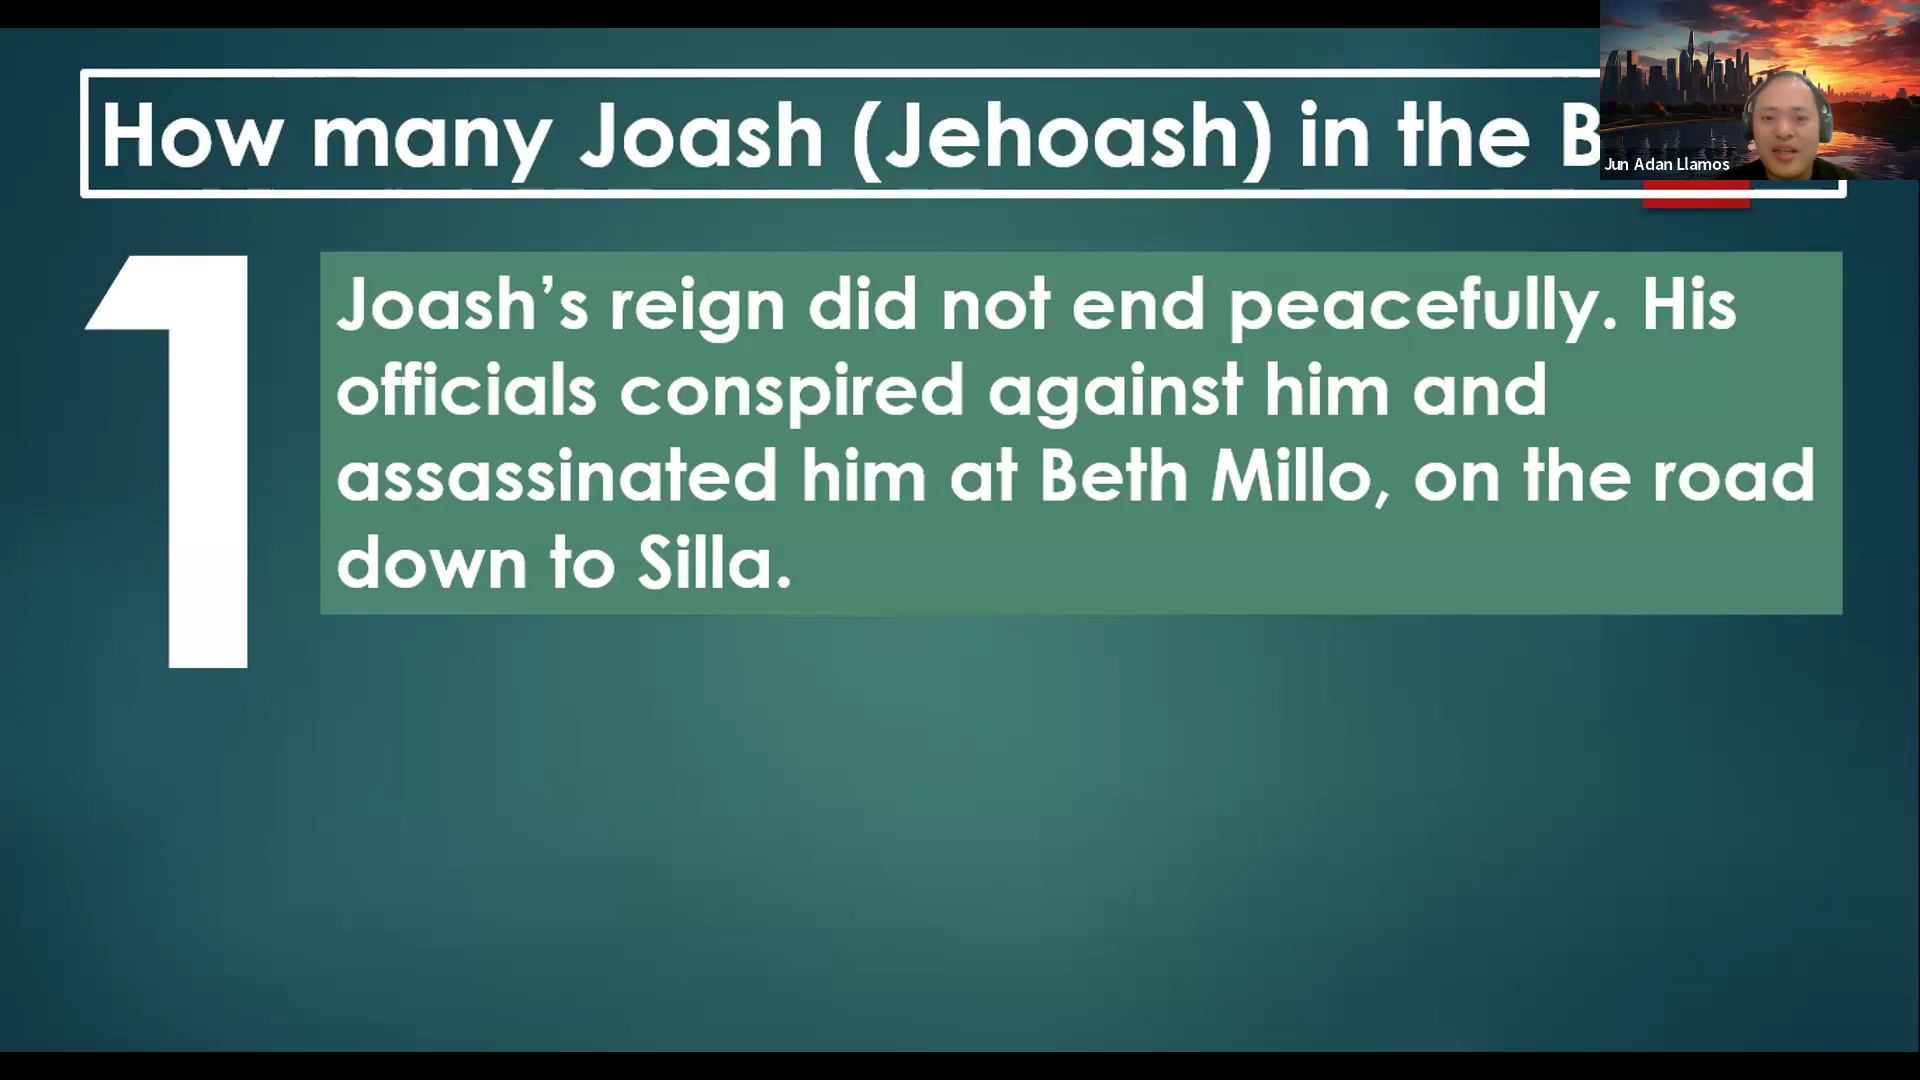 How many Joash (Jehoash) in the
Jun Adan Llamos
1
Joash’s reign did not end peacefully. His
officials conspired against him and
assassinated him at Beth Millo, on the road
down to Silla.